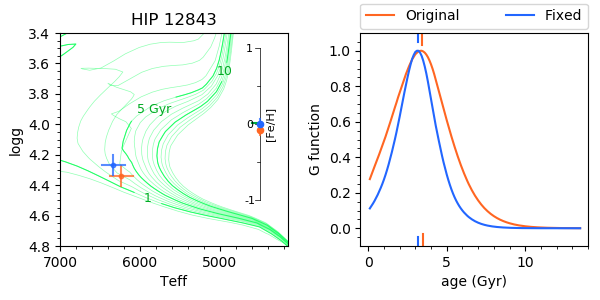 HIP 12843
Original
Fixed
3.4
3.6
3.8
4.0
4.2
4.4
4.6
4.8
logg
7000
6000
5000
Teff
10
5 Gyr
1
1
0
-1
[Fe/H]
1.0
0.8
0.6
0.4
0.2
0.0
G function
0
5
10
age (Gyr)